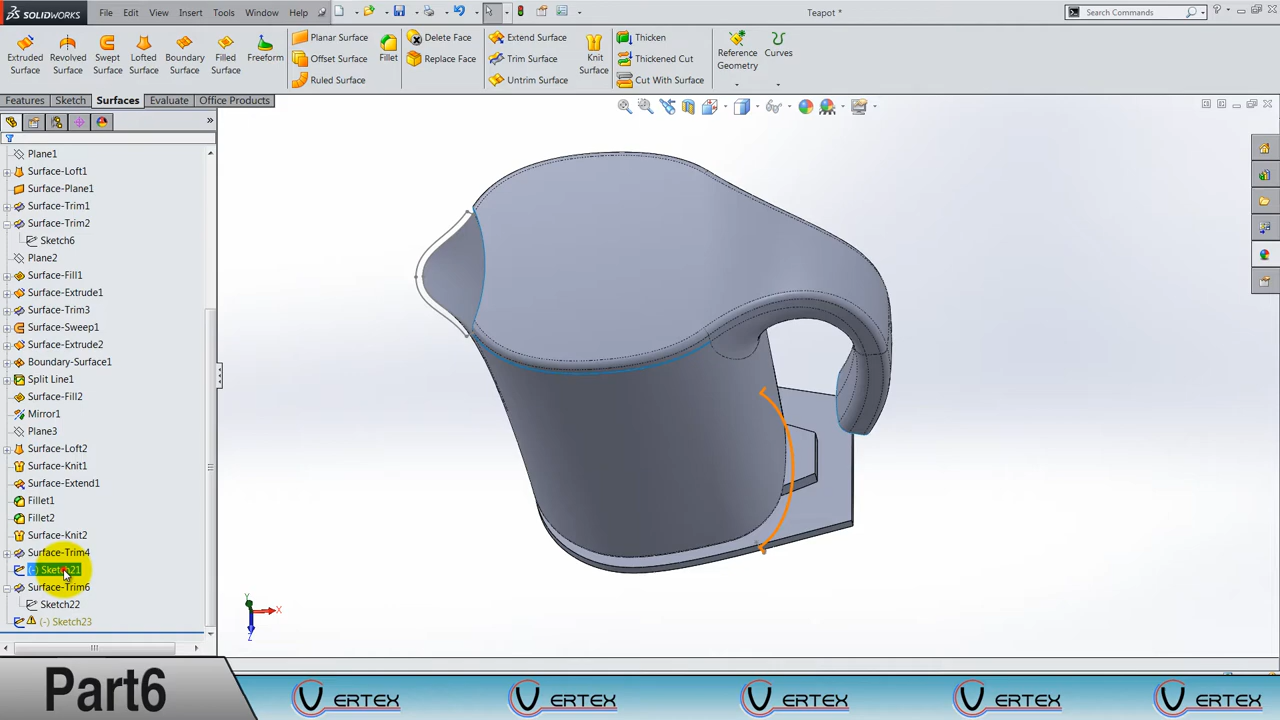 SOLIDWORKS File Edit View Insert Tools Window Help Teapot * Search Commands
Extruded Surface Revolved Surface Swept Surface Lofted Surface Boundary Surface Filled Surface Freeform Planar Surface Offset Surface Ruled Surface Fillet Delete Face Replace Face Extend Surface Trim Surface Untrim Surface Knit Surface Thicken Thickened Cut Cut With Surface Reference Geometry Curves
Features Sketch Surfaces Evaluate Office Products
Plane1
Surface-Loft1
Surface-Plane1
Surface-Trim1
Surface-Trim2
Sketch6
Plane2
Surface-Fill1
Surface-Extrude1
Surface-Trim3
Surface-Sweep1
Surface-Extrude2
Boundary-Surface1
Split Line1
Surface-Fill2
Mirror1
Plane3
Surface-Loft2
Surface-Knit1
Surface-Extend1
Fillet1
Fillet2
Surface-Knit2
Surface-Trim4
(-) Sketch21
Surface-Trim6
Sketch22
(-) Sketch23
Y
X
Z
Part6
VERTEX VERTEX VERTEX VERTEX VERTEX